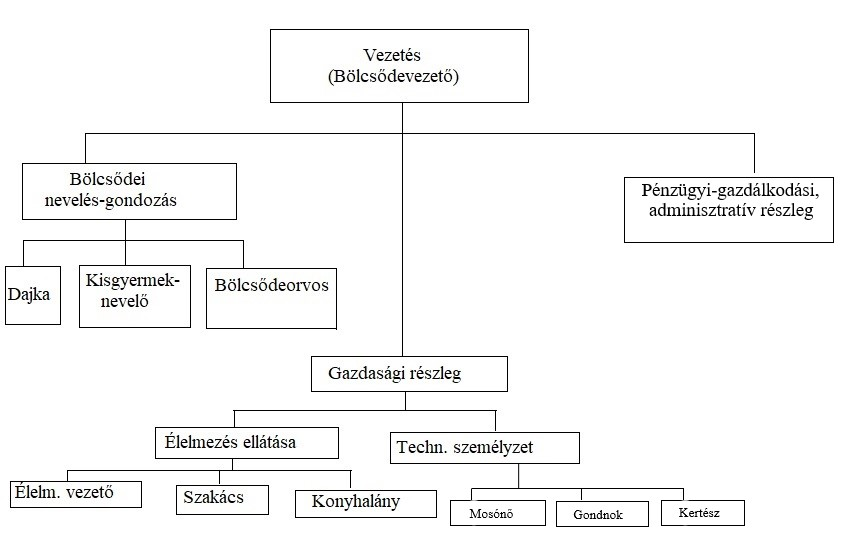 Vezetés
(Bölcsődevezető)
Bölcsődei
nevelés-gondozás
Pénzügyi-gazdálkodási,
adminisztratív részleg
Dajka
Kisgyermek-
nevelő
Bölcsődeorvos
Gazdasági részleg
Élelmezés ellátása
Techn. személyzet
Élelm. vezető
Szakács
Konyhalány
Mosónő
Gondnok
Kertész